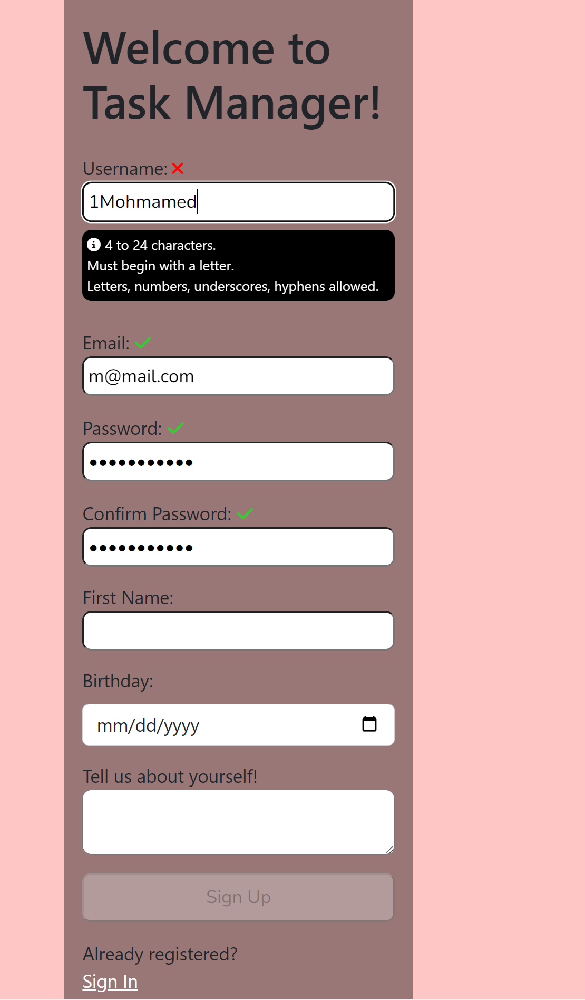 Welcome to
Task Manager!
Username:
1Mohmamed
4 to 24 characters.
Must begin with a letter.
Letters, numbers, underscores, hyphens allowed.
Email:
m@mail.com
Password:
•••••••••••
Confirm Password:
•••••••••••
First Name:
Birthday:
mm/dd/yyyy
Tell us about yourself!
Sign Up
Already registered?
Sign In